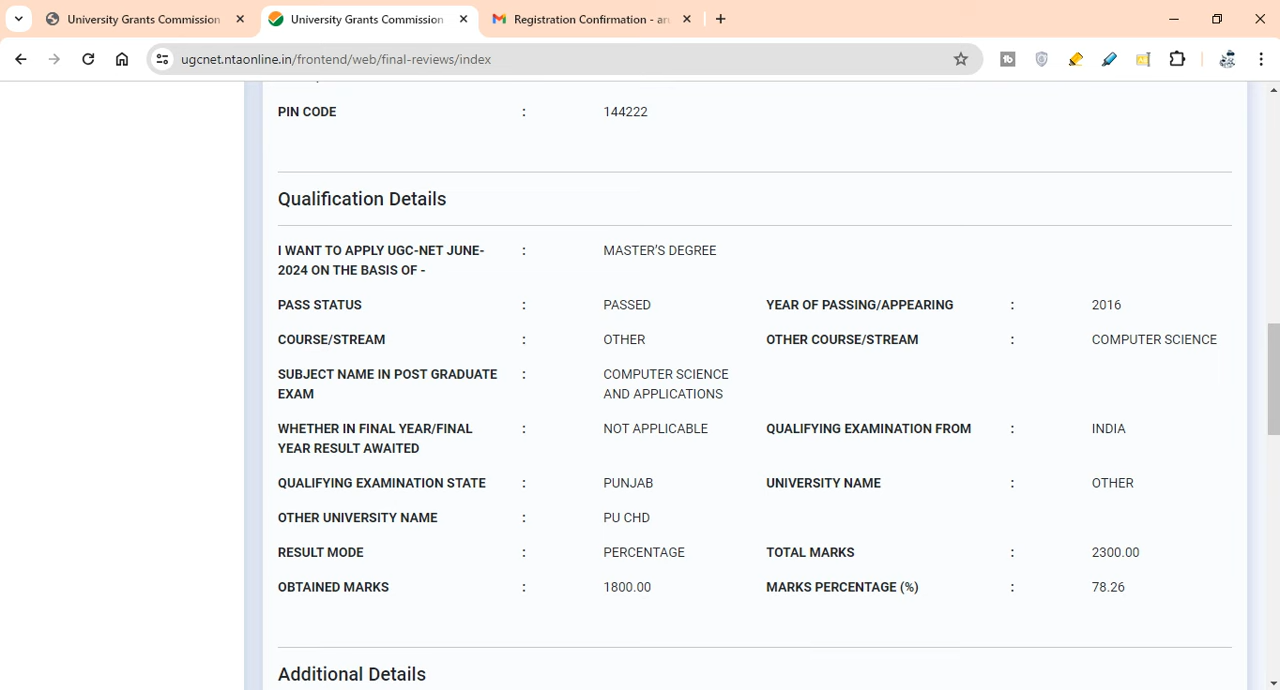 University Grants Commission
University Grants Commission
Registration Confirmation - an
ugcnet.ntaonline.in/frontend/web/final-reviews/index
PIN CODE : 144222
Qualification Details
I WANT TO APPLY UGC-NET JUNE- : MASTER'S DEGREE
2024 ON THE BASIS OF -
PASS STATUS : PASSED YEAR OF PASSING/APPEARING : 2016
COURSE/STREAM : OTHER OTHER COURSE/STREAM : COMPUTER SCIENCE
SUBJECT NAME IN POST GRADUATE : COMPUTER SCIENCE
EXAM AND APPLICATIONS
WHETHER IN FINAL YEAR/FINAL : NOT APPLICABLE QUALIFYING EXAMINATION FROM : INDIA
YEAR RESULT AWAITED
QUALIFYING EXAMINATION STATE : PUNJAB UNIVERSITY NAME : OTHER
OTHER UNIVERSITY NAME : PU CHD
RESULT MODE : PERCENTAGE TOTAL MARKS : 2300.00
OBTAINED MARKS : 1800.00 MARKS PERCENTAGE (%) : 78.26
Additional Details